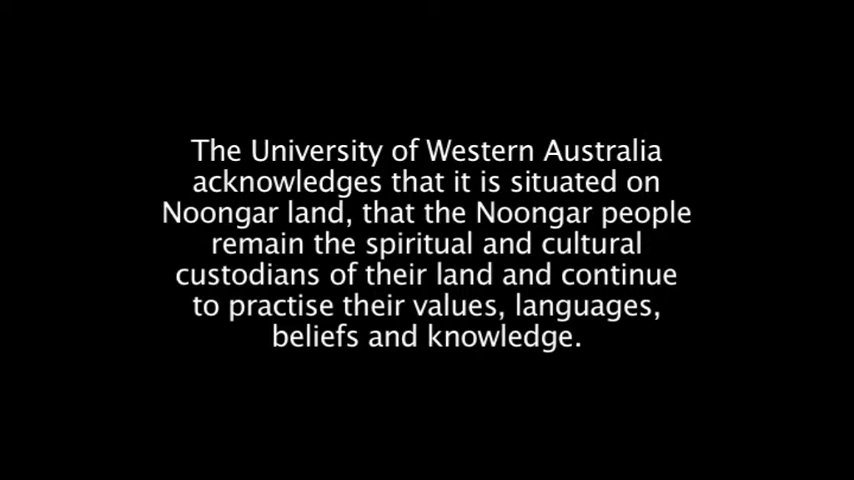 The University of Western Australia
acknowledges that it is situated on
Noongar land, that the Noongar people
remain the spiritual and cultural
custodians of their land and continue
to practise their values, languages,
beliefs and knowledge.